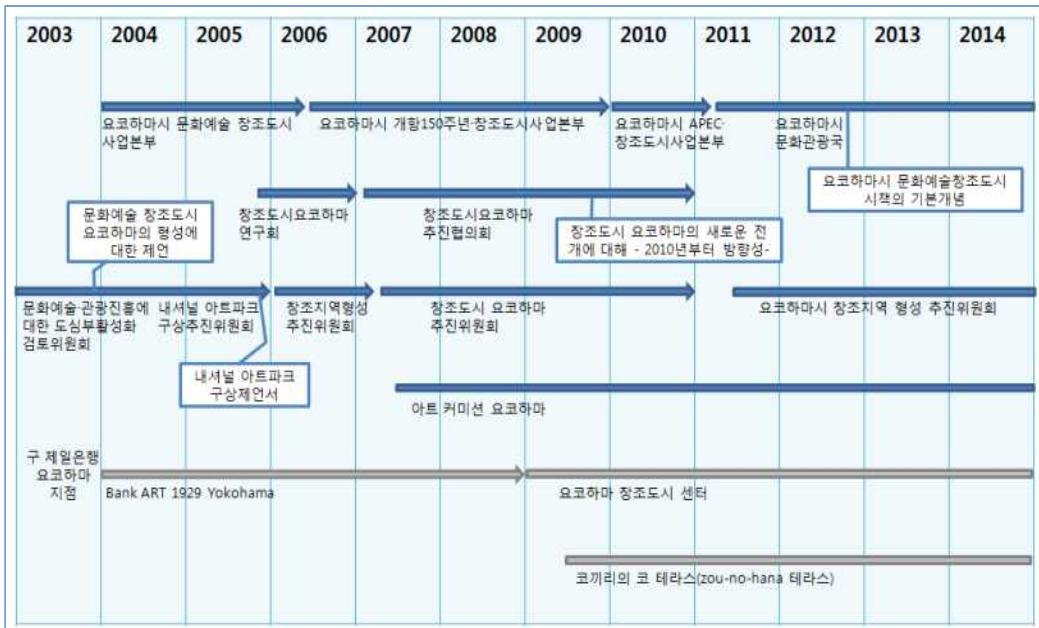 2003 2004 2005 2006 2007 2008 2009 2010 2011 2012 2013 2014
요코하마시 문화예술 창조도시
사업본부
요코하마시 개항150주년·창조도시사업본부
요코하마시 APEC·
창조도시사업본부
요코하마시
문화관광국
요코하마시 문화예술창조도시
시책의 기본개념
문화예술 창조도시
요코하마의 형성에
대한 제언
창조도시요코하마
연구회
창조도시요코하마
추진협의회
창조도시 요코하마의 새로운 전
개에 대해 - 2010년부터 방향성-
문화예술·관광진흥에
대한 도심부활성화
검토위원회
내셔널 아트파크
구상추진위원회
창조지역형성
추진위원회
창조도시 요코하마
추진위원회
요코하마시 창조지역 형성 추진위원회
내셔널 아트파크
구상제언서
아트 커미션 요코하마
구 제일은행
요코하마
지점
Bank ART 1929 Yokohama
요코하마 창조도시 센터
코끼리의 코 테라스(zou-no-hana 테라스)